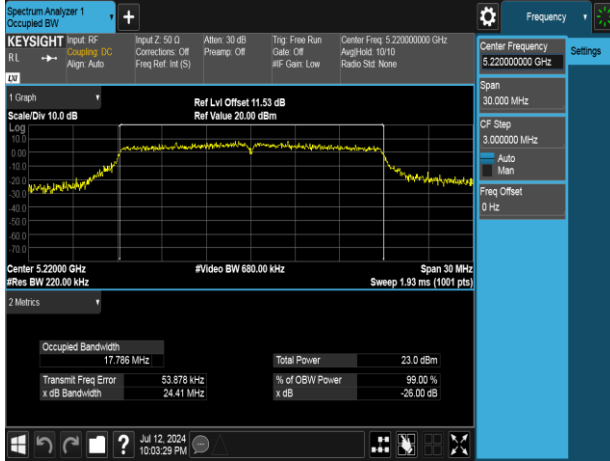 Spectrum Analyzer 1
Occupied BW
Frequency
KEYSIGHT
RL
LXI
Input: RF
Coupling: DC
Align: Auto
Input Z: 50 Ω
Corrections: Off
Freq Ref: Int (S)
Atten: 30 dB
Preamp: Off
Trig: Free Run
Gate: Off
#IF Gain: Low
Center Freq: 5.220000000 GHz
Avg|Hold: 10/10
Radio Std: None
Center Frequency
5.220000000 GHz
Settings
Span
30.000 MHz
CF Step
3.000000 MHz
Auto
Man
Freq Offset
0 Hz
1 Graph
Scale/Div 10.0 dB
Ref Lvl Offset 11.53 dB
Ref Value 20.00 dBm
Log
10.0
0.00
-10.0
-20.0
-30.0
-40.0
-50.0
-60.0
-70.0
Center 5.22000 GHz
#Res BW 220.00 kHz
#Video BW 680.00 kHz
Span 30 MHz
Sweep 1.93 ms (1001 pts)
2 Metrics
Occupied Bandwidth
17.786 MHz
Total Power 23.0 dBm
Transmit Freq Error 53.878 kHz
% of OBW Power 99.00 %
x dB Bandwidth 24.41 MHz
x dB -26.00 dB
Jul 12, 2024
10:03:29 PM